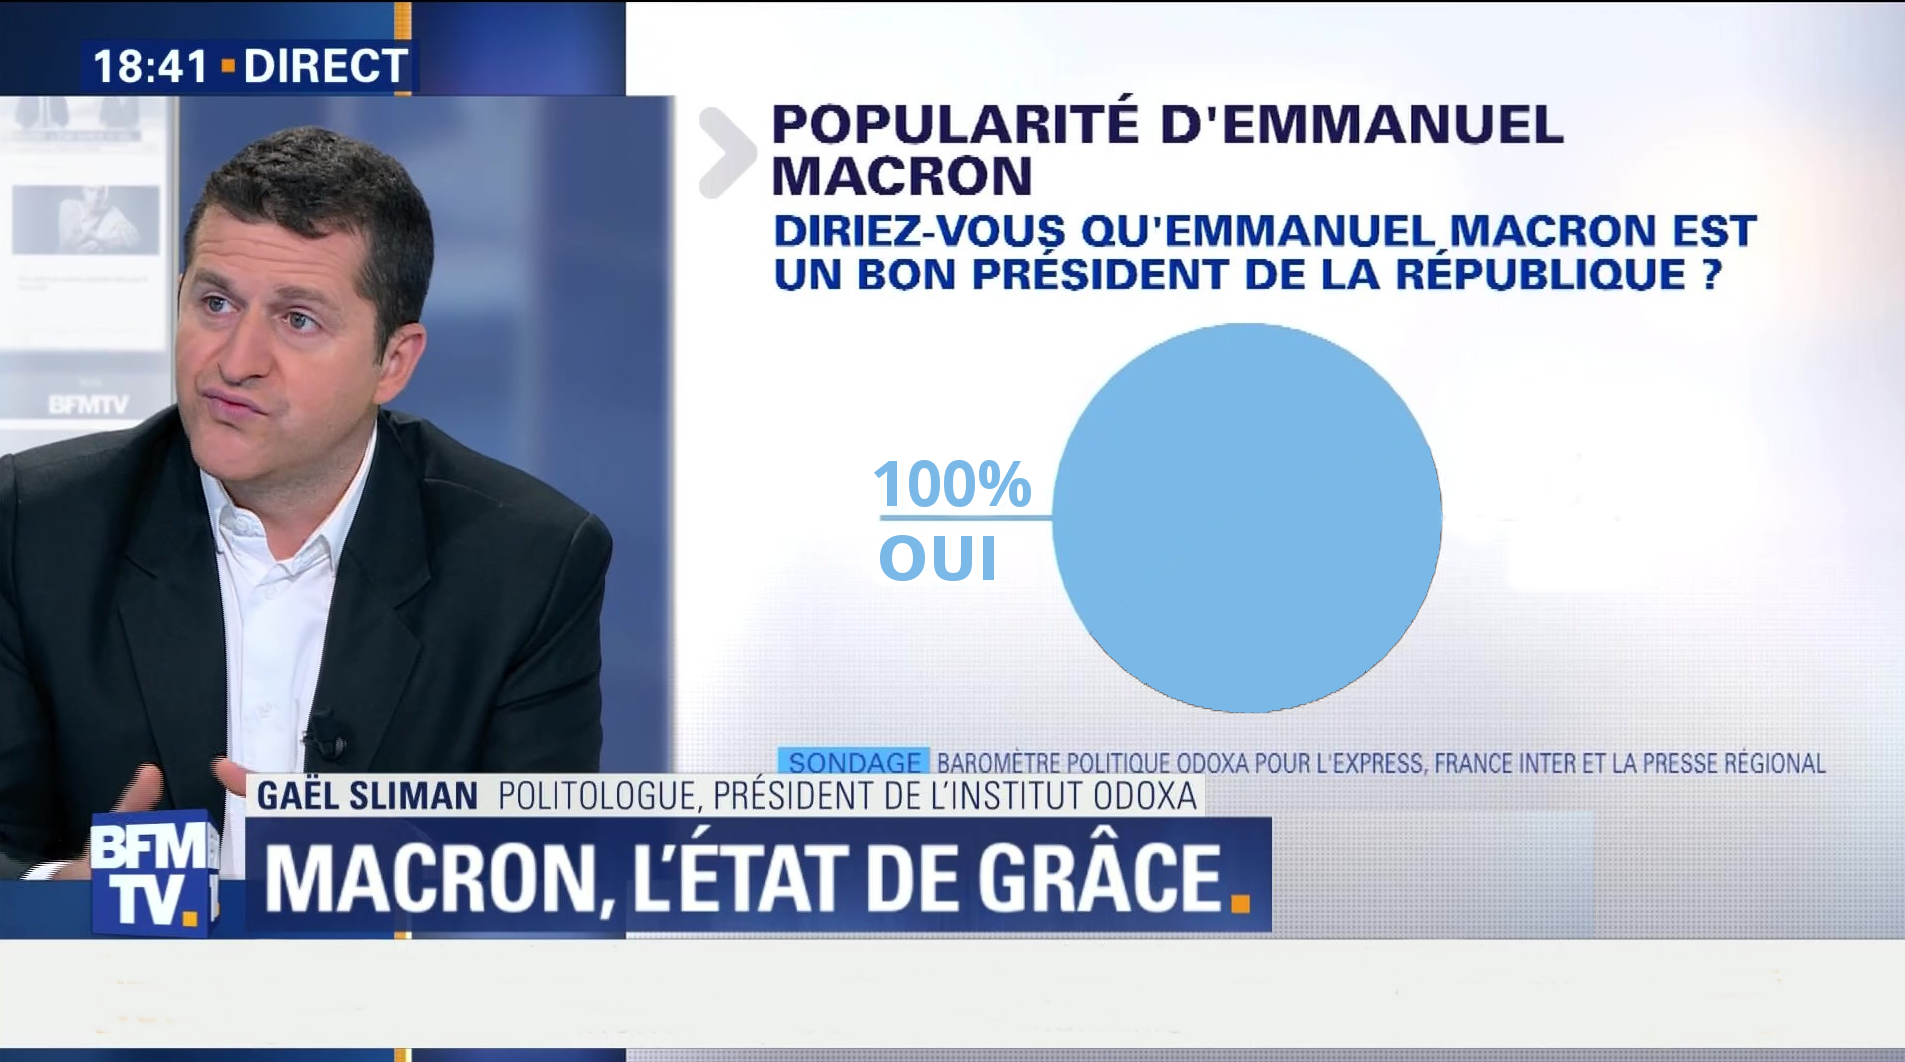 18:41 DIRECT
POPULARITÉ D'EMMANUEL
MACRON
DIRIEZ-VOUS QU'EMMANUEL MACRON EST
UN BON PRÉSIDENT DE LA RÉPUBLIQUE ?
BFMTV
100%
OUI
SONDAGE BAROMÈTRE POLITIQUE ODOXA POUR L'EXPRESS, FRANCE INTER ET LA PRESSE RÉGIONAL
GAËL SLIMAN POLITOLOGUE, PRÉSIDENT DE L'INSTITUT ODOXA
BFM
TV.
MACRON, L'ÉTAT DE GRÂCE.